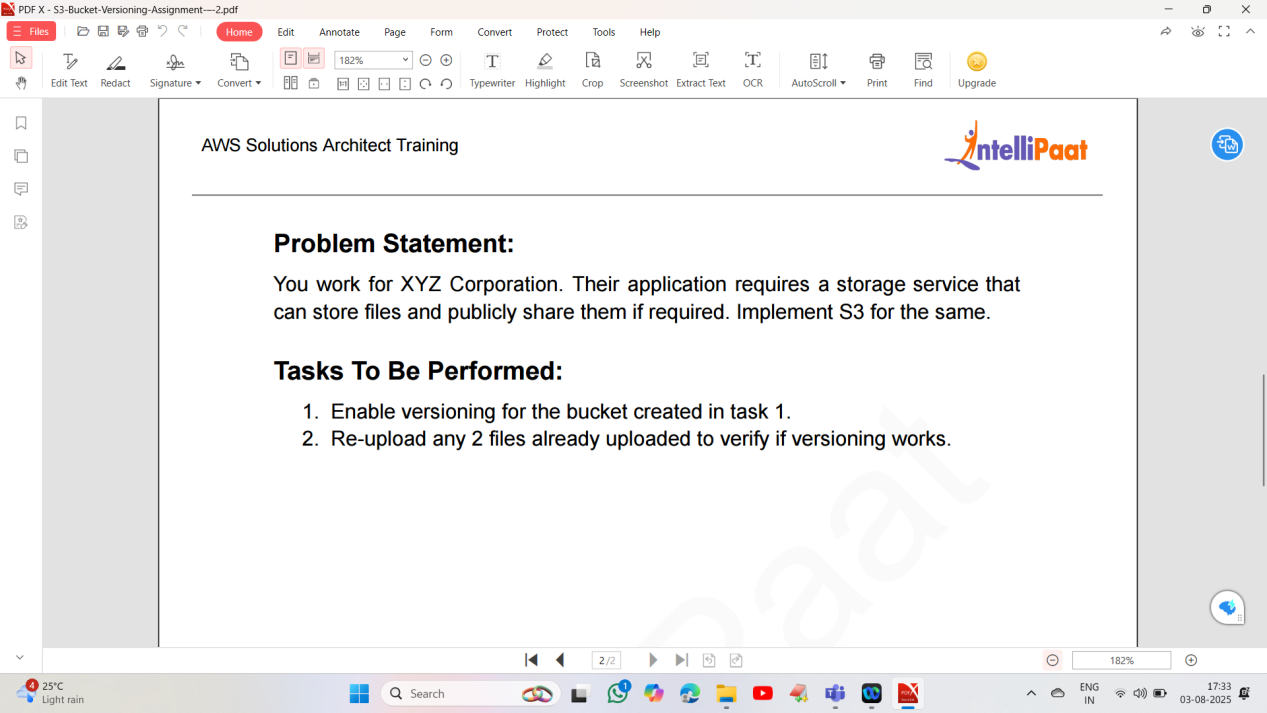 PDF X - S3-Bucket-Versioning-Assignment-–-2.pdf
Files
Home Edit Annotate Page Form Convert Protect Tools Help
182%
Edit Text Redact Signature Convert Typewriter Highlight Crop Screenshot Extract Text OCR AutoScroll Print Find Upgrade
AWS Solutions Architect Training
IntelliPaat
Problem Statement:
You work for XYZ Corporation. Their application requires a storage service that
can store files and publicly share them if required. Implement S3 for the same.
Tasks To Be Performed:
1. Enable versioning for the bucket created in task 1.
2. Re-upload any 2 files already uploaded to verify if versioning works.
Paat
2/2
182%
4
25°C
Light rain
Search
1
ENG
IN
17:33
03-08-2025